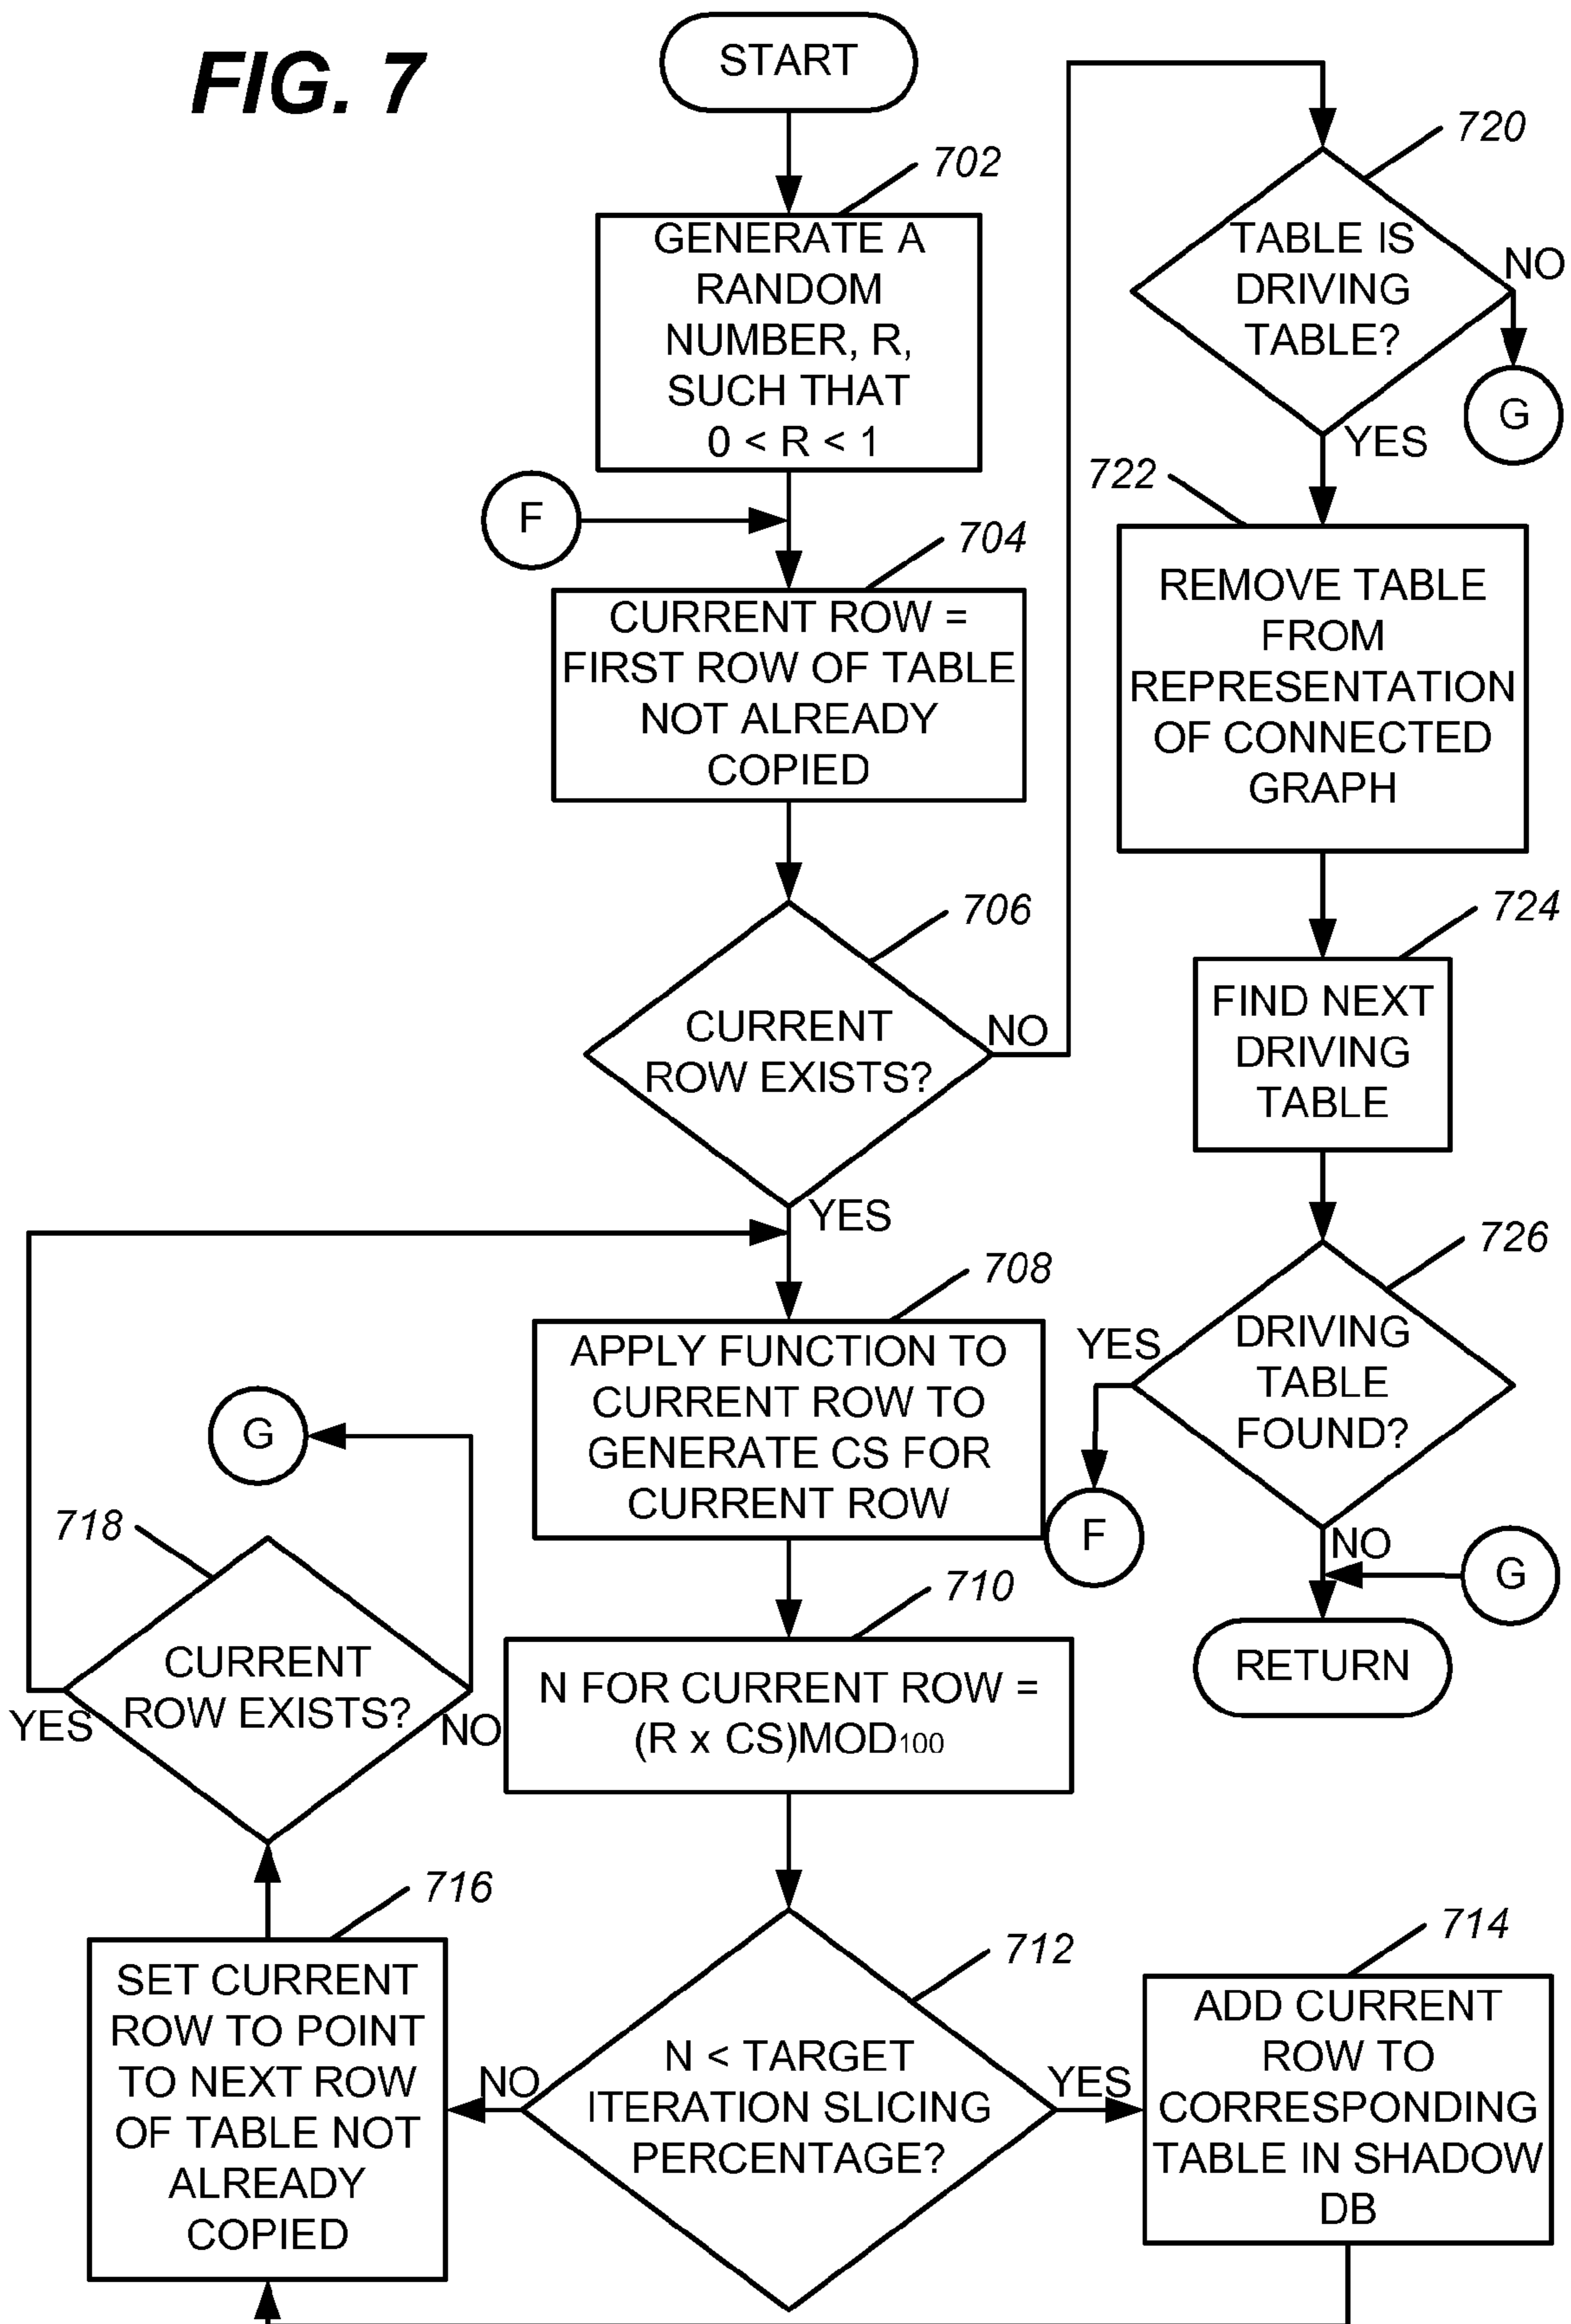 FIG. 7
START
702
GENERATE A
RANDOM
NUMBER, R,
SUCH THAT
0 < R < 1
F
704
CURRENT ROW =
FIRST ROW OF TABLE
NOT ALREADY
COPIED
706
CURRENT
ROW EXISTS?
NO
YES
708
APPLY FUNCTION TO
CURRENT ROW TO
GENERATE CS FOR
CURRENT ROW
710
N FOR CURRENT ROW =
(R x CS)MOD100
712
N < TARGET
ITERATION SLICING
PERCENTAGE?
NO
YES
714
ADD CURRENT
ROW TO
CORRESPONDING
TABLE IN SHADOW
DB
716
SET CURRENT
ROW TO POINT
TO NEXT ROW
OF TABLE NOT
ALREADY
COPIED
718
CURRENT
ROW EXISTS?
YES
NO
G
720
TABLE IS
DRIVING
TABLE?
NO
G
YES
722
REMOVE TABLE
FROM
REPRESENTATION
OF CONNECTED
GRAPH
724
FIND NEXT
DRIVING
TABLE
726
DRIVING
TABLE
FOUND?
YES
F
NO
G
RETURN